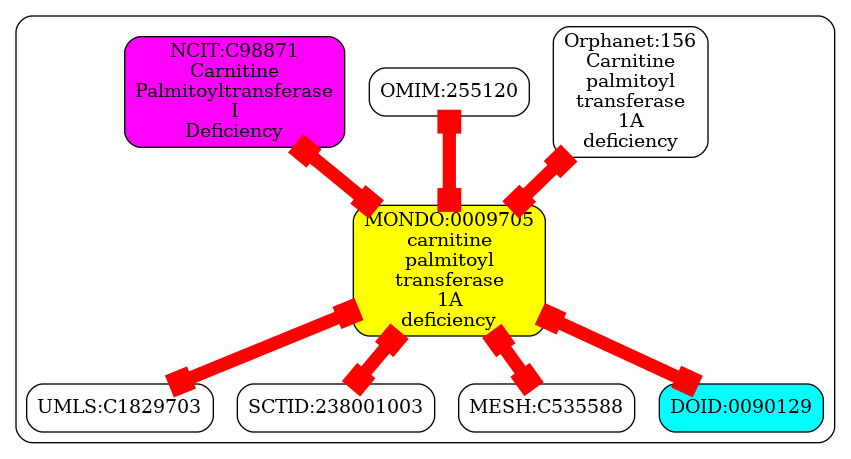 NCIT:C98871
Carnitine
Palmitoyltransferase
I
Deficiency
OMIM:255120
Orphanet:156
Carnitine
palmitoyl
transferase
1A
deficiency
MONDO:0009705
carnitine
palmitoyl
transferase
1A
deficiency
UMLS:C1829703
SCTID:238001003
MESH:C535588
DOID:0090129